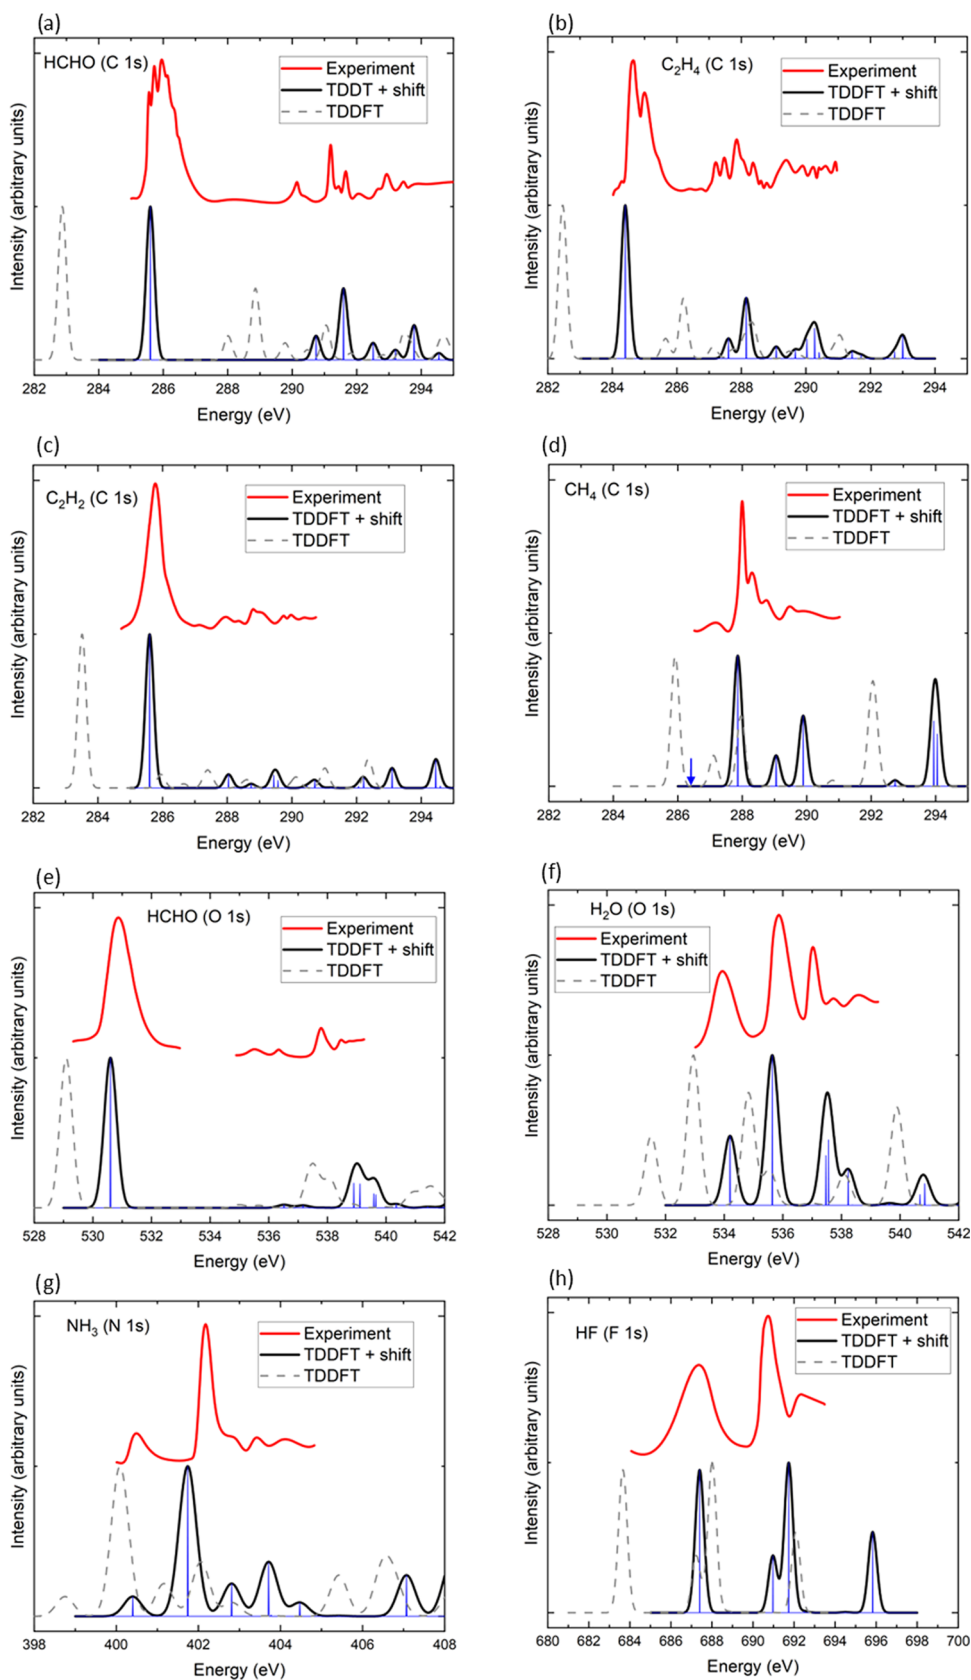 (a)
HCHO (C 1s)
Experiment
TDDT + shift
TDDFT
Intensity (arbitrary units)
282 284 286 288 290 292 294
Energy (eV)
(b)
C₂H₄ (C 1s)
Experiment
TDDFT + shift
TDDFT
Intensity (arbitrary units)
282 284 286 288 290 292 294
Energy (eV)
(c)
C₂H₂ (C 1s)
Experiment
TDDFT + shift
TDDFT
Intensity (arbitrary units)
282 284 286 288 290 292 294
Energy (eV)
(d)
CH₄ (C 1s)
Experiment
TDDFT + shift
TDDFT
Intensity (arbitrary units)
282 284 286 288 290 292 294
Energy (eV)
(e)
HCHO (O 1s)
Experiment
TDDFT + shift
TDDFT
Intensity (arbitrary units)
528 530 532 534 536 538 540 542
Energy (eV)
(f)
H₂O (O 1s)
Experiment
TDDFT + shift
TDDFT
Intensity (arbitrary units)
528 530 532 534 536 538 540 542
Energy (eV)
(g)
NH₃ (N 1s)
Experiment
TDDFT + shift
TDDFT
Intensity (arbitrary units)
398 400 402 404 406 408
Energy (eV)
(h)
HF (F 1s)
Experiment
TDDFT + shift
TDDFT
Intensity (arbitrary units)
680 682 684 686 688 690 692 694 696 698 700
Energy (eV)